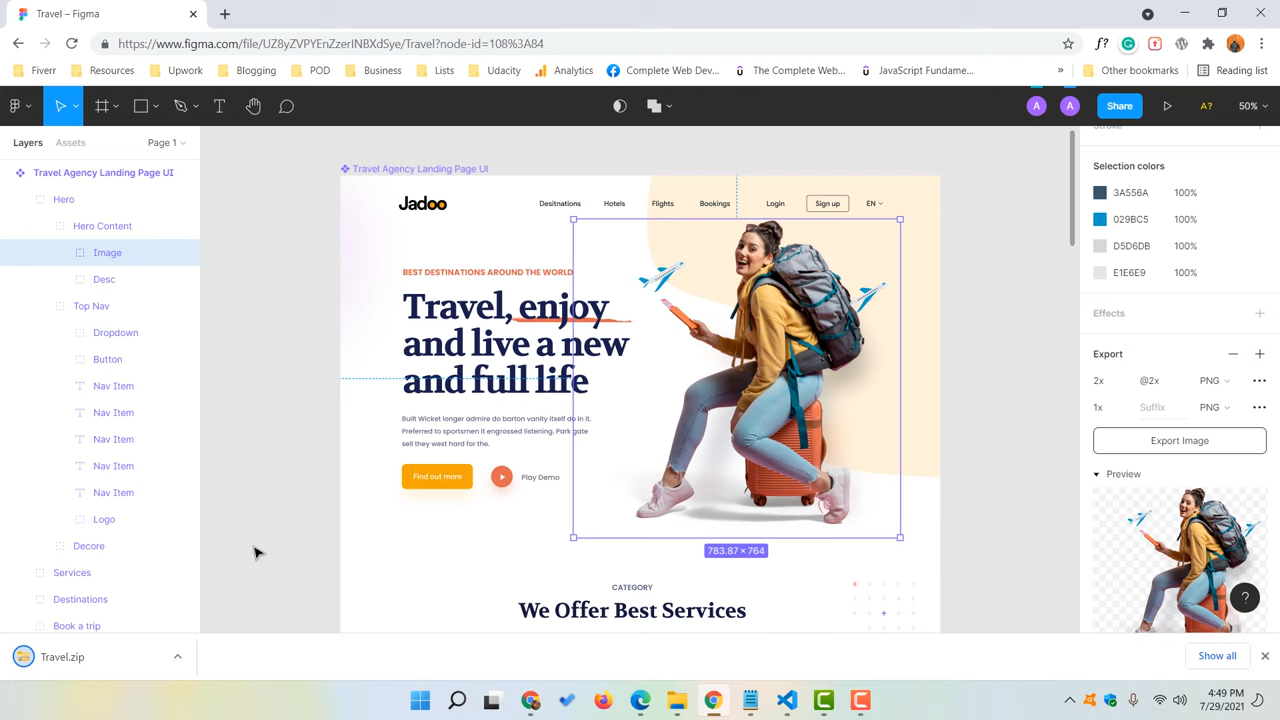 Travel – Figma
https://www.figma.com/file/UZ8yZVPYEnZzerINBXdSye/Travel?node-id=108%3A84
Fiverr
Resources
Upwork
Blogging
POD
Business
Lists
Udacity
Analytics
Complete Web Dev...
The Complete Web...
JavaScript Fundame...
»
Other bookmarks
Reading list
A
A
Share
A?
50%
Layers
Assets
Page 1
Travel Agency Landing Page UI
Hero
Hero Content
Image
Desc
Top Nav
Dropdown
Button
Nav Item
Nav Item
Nav Item
Nav Item
Nav Item
Logo
Decore
Services
Destinations
Book a trip
Travel Agency Landing Page UI
Jadoo
Desitnations
Hotels
Flights
Bookings
Login
Sign up
EN
BEST DESTINATIONS AROUND THE WORLD
Travel, enjoy
and live a new
and full life
Built Wicket longer admire do barton vanity itself do in it.
Preferred to sportsmen it engrossed listening. Park gate
sell they west hard for the.
Find out more
Play Demo
783.87 × 764
CATEGORY
We Offer Best Services
Stroke
Selection colors
3A556A 100%
029BC5 100%
D5D6DB 100%
E1E6E9 100%
Effects
Export
2x @2x PNG
1x Suffix PNG
Export Image
Preview
?
Travel.zip
Show all
4:49 PM
7/29/2021